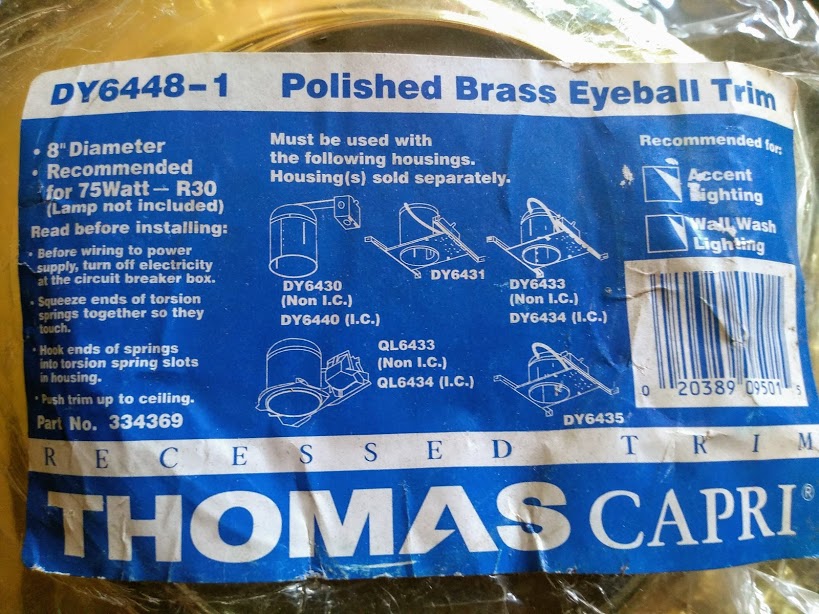 DY6448-1 Polished Brass Eyeball Trim
• 8" Diameter
• Recommended
for 75Watt — R30
(Lamp not included)
Read before installing:
• Before wiring to power
supply, turn off electricity
at the circuit breaker box.
• Squeeze ends of torsion
springs together so they
touch.
• Hook ends of springs
into torsion spring slots
in housing.
• Push trim up to ceiling.
Part No. 334369
Must be used with
the following housings.
Housing(s) sold separately.
DY6430
(Non I.C.)
DY6440 (I.C.)
DY6431
DY6433
(Non I.C.)
DY6434 (I.C.)
QL6433
(Non I.C.)
QL6434 (I.C.)
DY6435
Recommended for:
Accent
Lighting
Wall Wash
Lighting
0 20389 09501 5
RECESSED TRIM
THOMAS CAPRI®